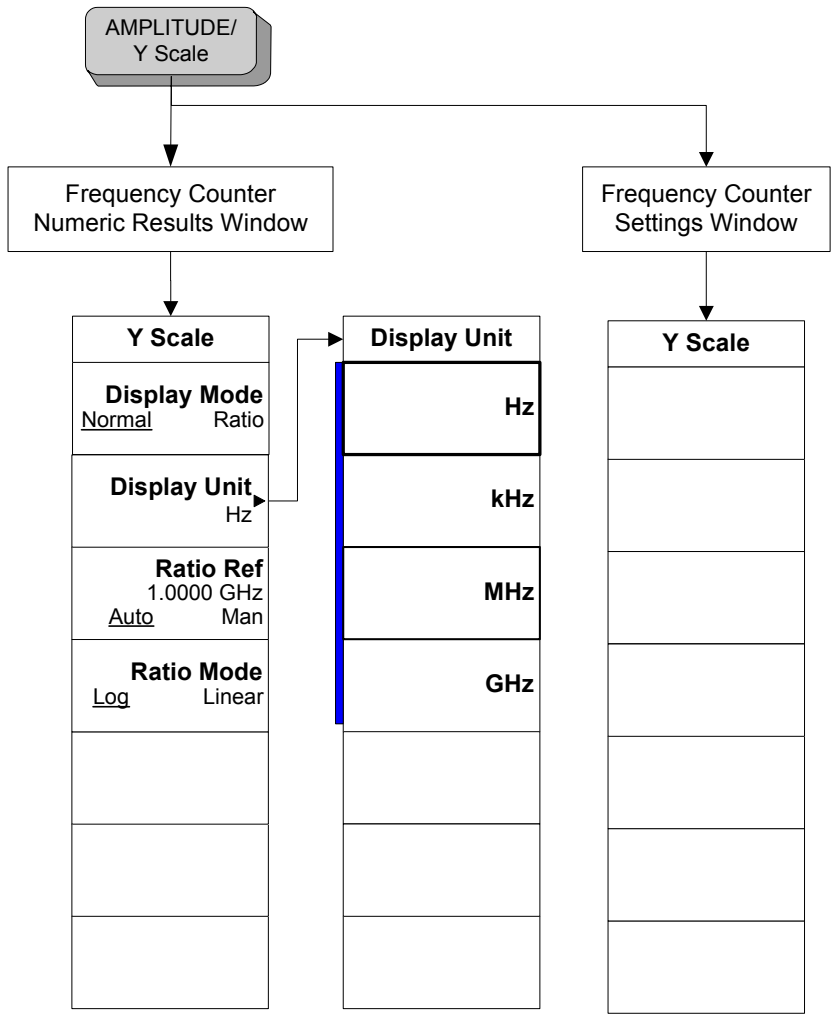 AMPLITUDE/
Y Scale
Frequency Counter
Numeric Results Window
Frequency Counter
Settings Window
Y Scale
Display Mode
Normal Ratio
Display Unit
Hz
Ratio Ref
1.0000 GHz
Auto Man
Ratio Mode
Log Linear
Display Unit
Hz
kHz
MHz
GHz
Y Scale